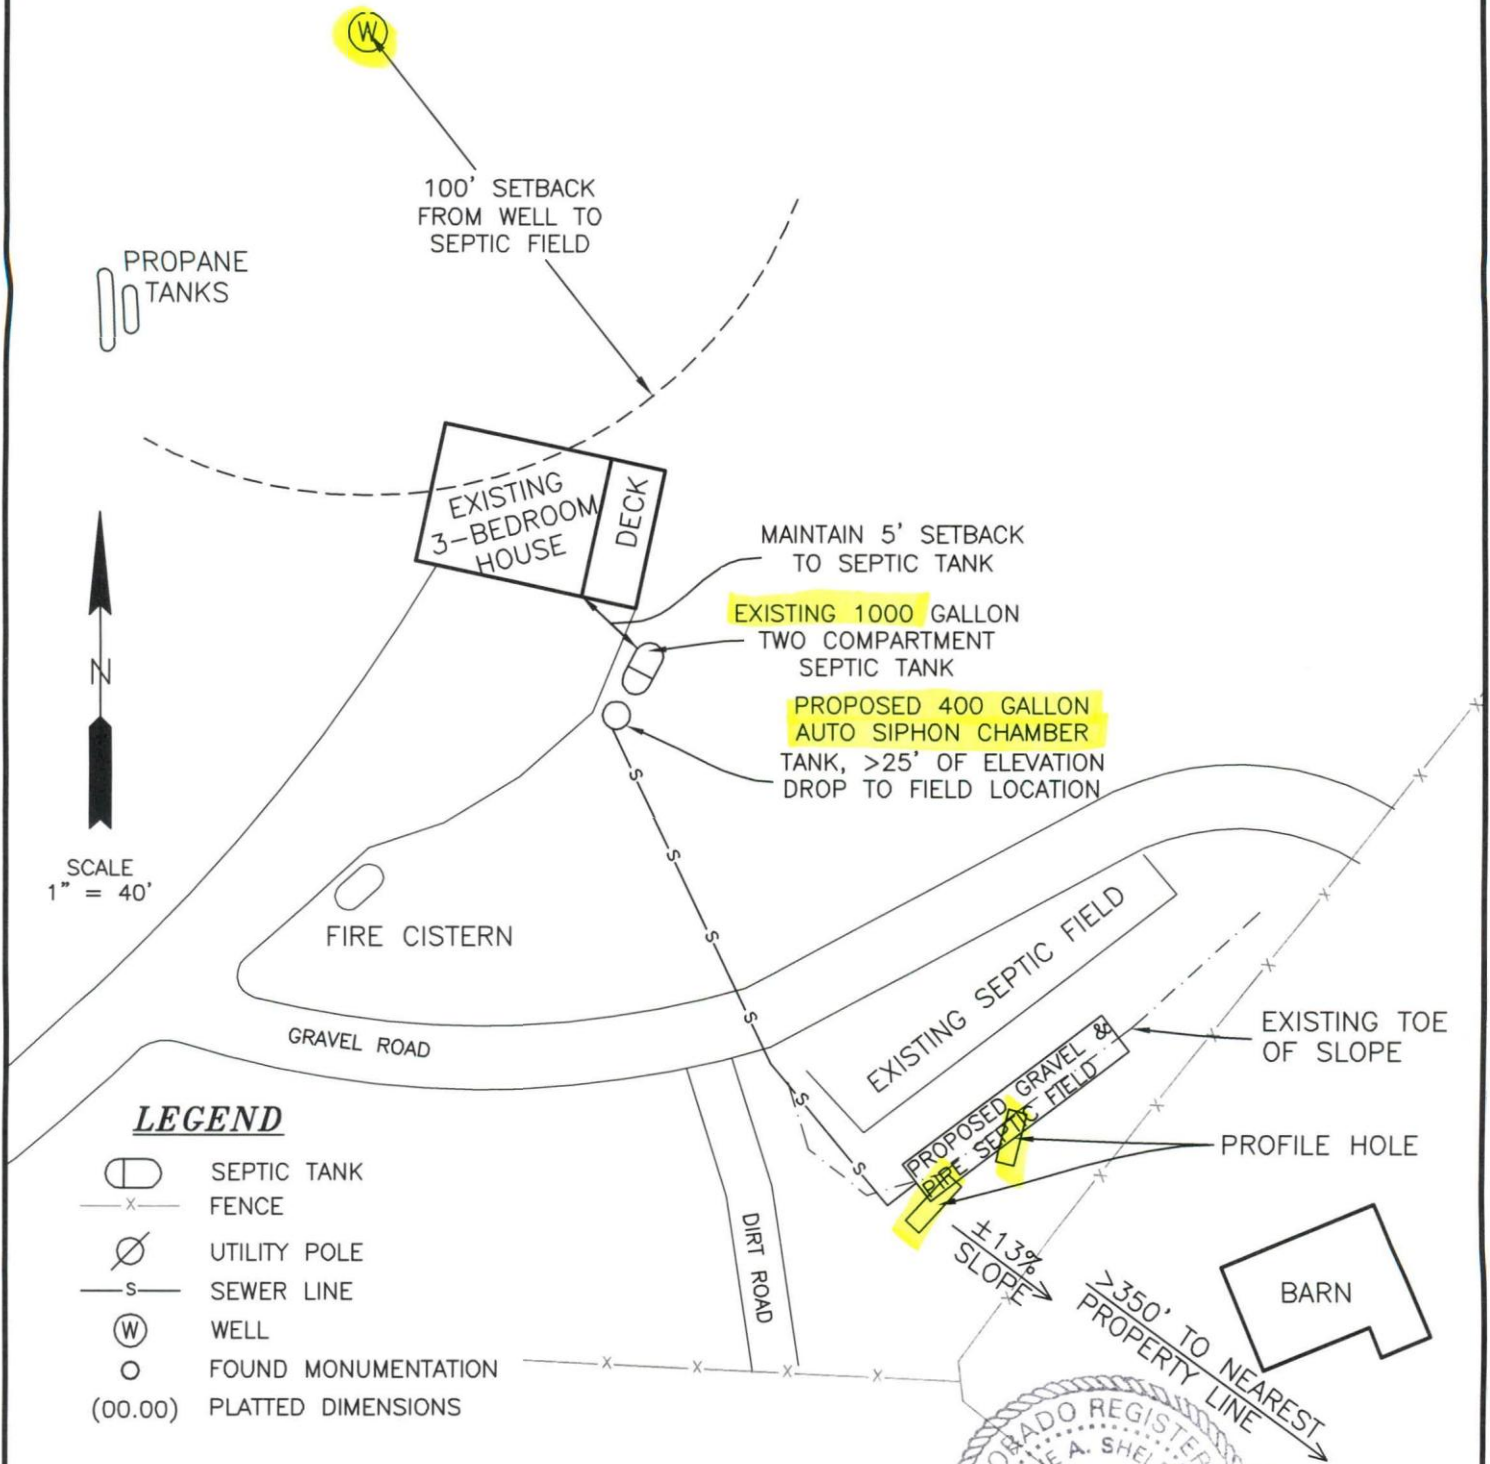 W
100' SETBACK
FROM WELL TO
SEPTIC FIELD
PROPANE
TANKS
EXISTING
3-BEDROOM
HOUSE
DECK
MAINTAIN 5' SETBACK
TO SEPTIC TANK
EXISTING 1000 GALLON
TWO COMPARTMENT
SEPTIC TANK
PROPOSED 400 GALLON
AUTO SIPHON CHAMBER
TANK, >25' OF ELEVATION
DROP TO FIELD LOCATION
N
SCALE
1" = 40'
S
S
S
S
S
S
X
X
X
X
X
X
X
X
FIRE CISTERN
GRAVEL ROAD
EXISTING SEPTIC FIELD
PROPOSED GRAVEL &
PIPE SEPTIC FIELD
EXISTING TOE
OF SLOPE
PROFILE HOLE
DIRT ROAD
±13%
SLOPE
>350' TO NEAREST
PROPERTY LINE
BARN
LEGEND
SEPTIC TANK
X FENCE
UTILITY POLE
S SEWER LINE
W WELL
FOUND MONUMENTATION
(00.00) PLATTED DIMENSIONS
X X X X